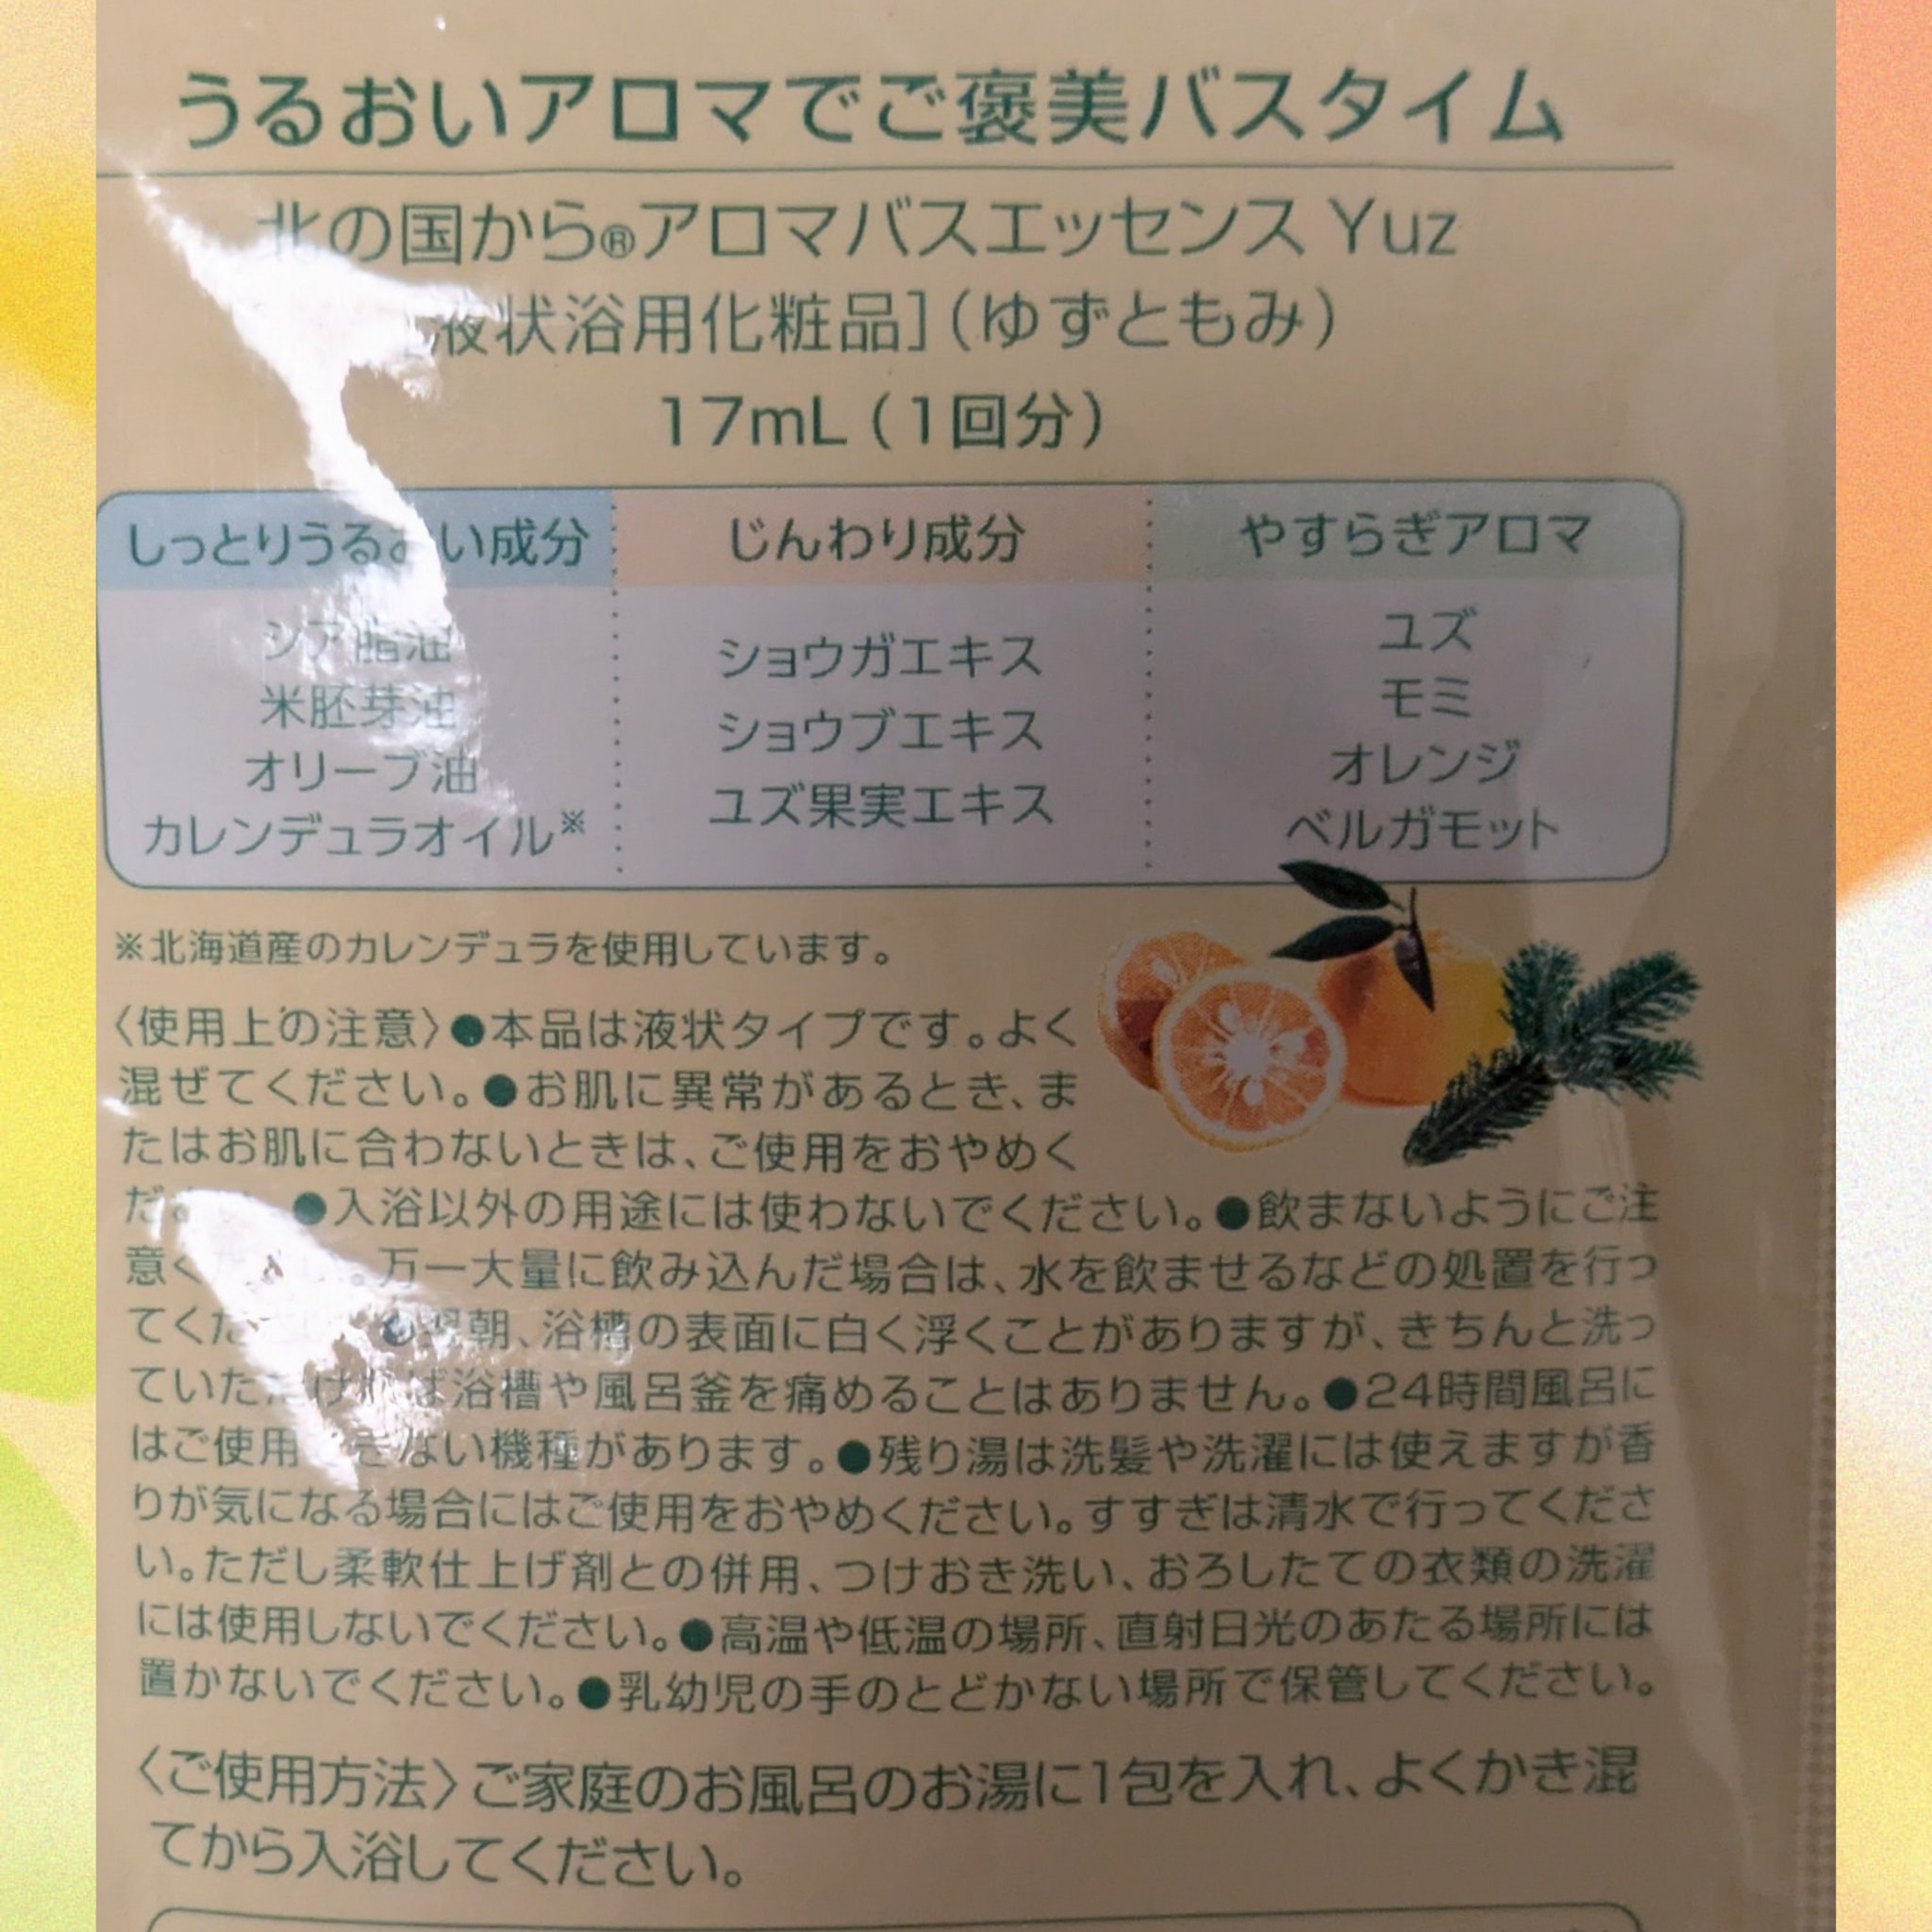 うるおいアロマでご褒美バスタイム
北の国から®アロマバスエッセンス Yuz
液状浴用化粧品](ゆずともみ)
17mL(1回分)
しっとりうるおい成分
シア脂油
米胚芽油
オリーブ油
カレンデュラオイル※
じんわり成分
ショウガエキス
ショウブエキス
ユズ果実エキス
やすらぎアロマ
ユズ
モミ
オレンジ
ベルガモット
※北海道産のカレンデュラを使用しています。
〈使用上の注意〉●本品は液状タイプです。よく
混ぜてください。●お肌に異常があるとき、ま
たはお肌に合わないときは、ご使用をおやめく
だ ●入浴以外の用途には使わないでください。●飲まないようにご注
意く 。万一大量に飲み込んだ場合は、水を飲ませるなどの処置を行っ
てくだ ●翌朝、浴槽の表面に白く浮くことがありますが、きちんと洗っ
ていただければ浴槽や風呂釜を痛めることはありません。●24時間風呂に
はご使用 きない機種があります。●残り湯は洗髪や洗濯には使えますが香
りが気になる場合にはご使用をおやめください。すすぎは清水で行ってくださ
い。ただし柔軟仕上げ剤との併用、つけおき洗い、おろしたての衣類の洗濯
には使用しないでください。●高温や低温の場所、直射日光のあたる場所には
置かないでください。●乳幼児の手のとどかない場所で保管してください。
〈ご使用方法〉ご家庭のお風呂のお湯に1包を入れ、よくかき混
てから入浴してください。